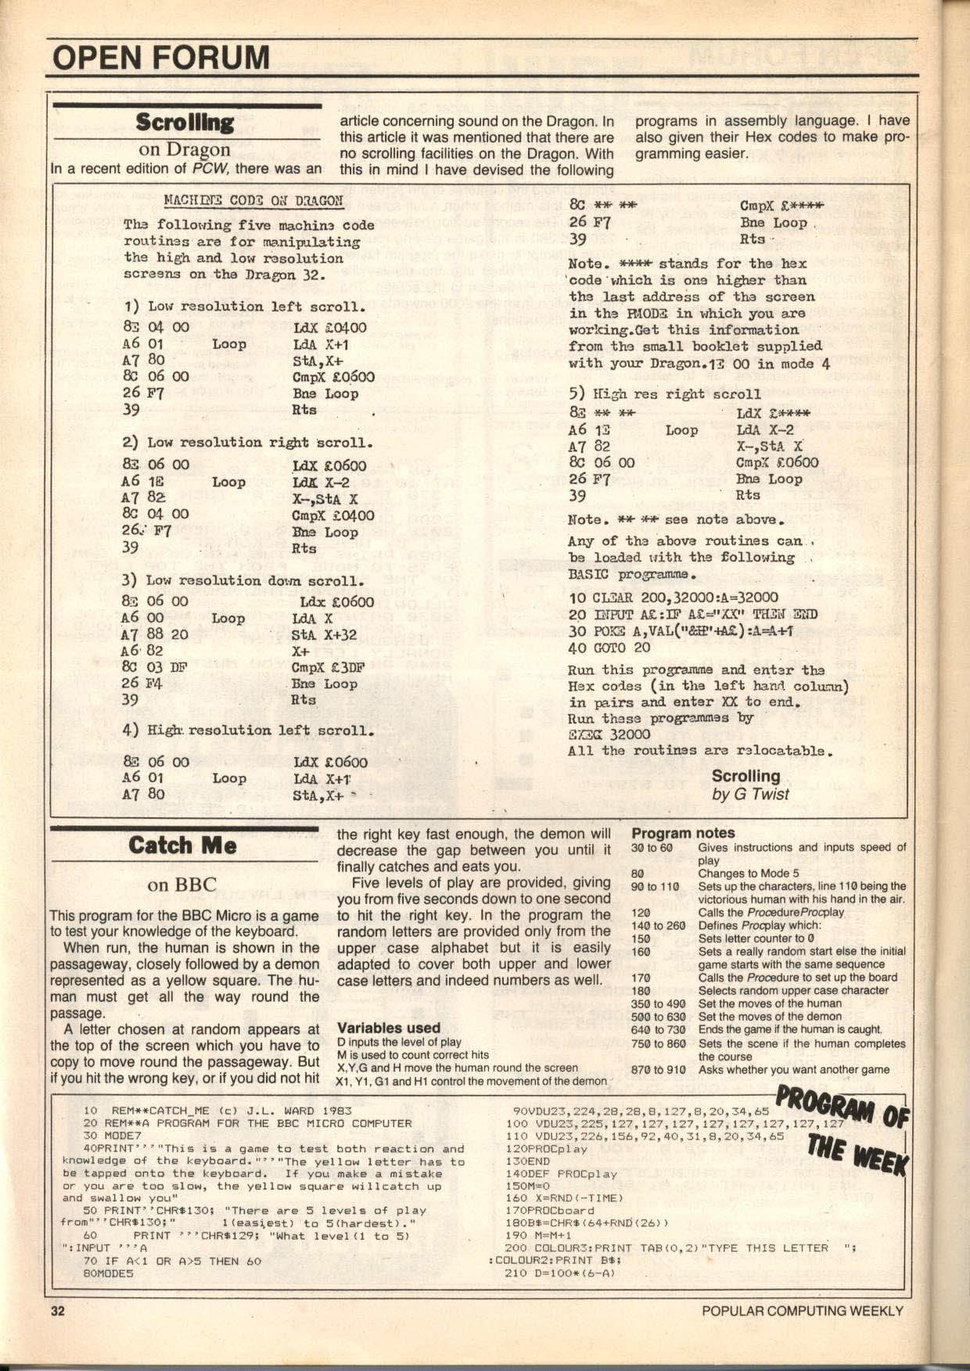 OPEN FORUM
Scrolling
on Dragon
In a recent edition of PCW, there was an
article concerning sound on the Dragon. In
this article it was mentioned that there are
no scrolling facilities on the Dragon. With
this in mind I have devised the following
programs in assembly language. I have
also given their Hex codes to make pro-
gramming easier.
MACHINE CODE ON DRAGON
The following five machine code
routines are for manipulating
the high and low resolution
screens on the Dragon 32.
1) Low resolution left scroll.
8E 04 00 LdX £0400
A6 01 Loop LdA X+1
A7 80 StA,X+
8C 06 00 CmpX £0600
26 F7 Bne Loop
39 Rts
2) Low resolution right scroll.
8E 06 00 LdX £0600
A6 1E Loop LdA X-2
A7 82 X-,StA X
8C 04 00 CmpX £0400
26 F7 Bne Loop
39 Rts
3) Low resolution down scroll.
8E 06 00 Ldx £0600
A6 00 Loop LdA X
A7 88 20 StA X+32
A6 82 X+
8C 03 DF CmpX £3DF
26 F4 Bne Loop
39 Rts
4) High resolution left scroll.
8E 06 00 LdX £0600
A6 01 Loop LdA X+1
A7 80 StA,X+
8C ** ** CmpX £****
26 F7 Bne Loop
39 Rts
Note. **** stands for the hex
code which is one higher than
the last address of the screen
in the PMODE in which you are
working.Get this information
from the small booklet supplied
with your Dragon.1E 00 in mode 4
5) High res right scroll
8E ** ** LdX £****
A6 1E Loop LdA X-2
A7 82 X-,StA X
8C 06 00 CmpX £0600
26 F7 Bne Loop
39 Rts
Note. ** ** see note above.
Any of the above routines can
be loaded with the following
BASIC programme.
10 CLEAR 200,32000:A=32000
20 INPUT A£:IF A£="XX" THEN END
30 POKE A,VAL("&H"+A£):A=A+1
40 GOTO 20
Run this programme and enter the
Hex codes (in the left hand column)
in pairs and enter XX to end.
Run these programmes by
EXEC 32000
All the routines are relocatable.
Scrolling
by G Twist
Catch Me
on BBC
This program for the BBC Micro is a game
to test your knowledge of the keyboard.
When run, the human is shown in the
passageway, closely followed by a demon
represented as a yellow square. The hu-
man must get all the way round the
passage.
A letter chosen at random appears at
the top of the screen which you have to
copy to move round the passageway. But
if you hit the wrong key, or if you did not hit
the right key fast enough, the demon will
decrease the gap between you until it
finally catches and eats you.
Five levels of play are provided, giving
you from five seconds down to one second
to hit the right key. In the program the
random letters are provided only from the
upper case alphabet but it is easily
adapted to cover both upper and lower
case letters and indeed numbers as well.
Variables used
D inputs the level of play
M is used to count correct hits
X,Y,G and H move the human round the screen
X1, Y1, G1 and H1 control the movement of the demon
Program notes
30 to 60 Gives instructions and inputs speed of
play
80 Changes to Mode 5
90 to 110 Sets up the characters, line 110 being the
victorious human with his hand in the air.
120 Calls the ProcedureProcplay
140 to 260 Defines Procplay which:
150 Sets letter counter to 0
160 Sets a really random start else the initial
game starts with the same sequence
170 Calls the Procedure to set up the board
180 Selects random upper case character
350 to 490 Set the moves of the human
500 to 630 Set the moves of the demon
640 to 730 Ends the game if the human is caught.
750 to 860 Sets the scene if the human completes
the course
870 to 910 Asks whether you want another game
PROGRAM OF
THE WEEK
10 REM**CATCH_ME (c) J.L. WARD 1983
20 REM**A PROGRAM FOR THE BBC MICRO COMPUTER
30 MODE7
40PRINT'''"This is a game to test both reaction and
knowledge of the keyboard."'''"The yellow letter has to
be tapped onto the keyboard. If you make a mistake
or you are too slow, the yellow square willcatch up
and swallow you"
50 PRINT''CHR$130; "There are 5 levels of play
from"''CHR$130;" 1(easiest) to 5(hardest)."
60 PRINT '''CHR$129; "What level(1 to 5)
":INPUT '''A
70 IF A<1 OR A>5 THEN 60
80MODE5
90VDU23,224,28,28,8,127,8,20,34,65
100 VDU23,225,127,127,127,127,127,127,127,127
110 VDU23,226,156,92,40,31,8,20,34,65
120PROCplay
130END
140DEF PROCplay
150M=0
160 X=RND(-TIME)
170PROCboard
180B$=CHR$(64+RND(26))
190 M=M+1
200 COLOUR3:PRINT TAB(0,2)"TYPE THIS LETTER ";
:COLOUR2:PRINT B$;
210 D=100*(6-A)
32
POPULAR COMPUTING WEEKLY